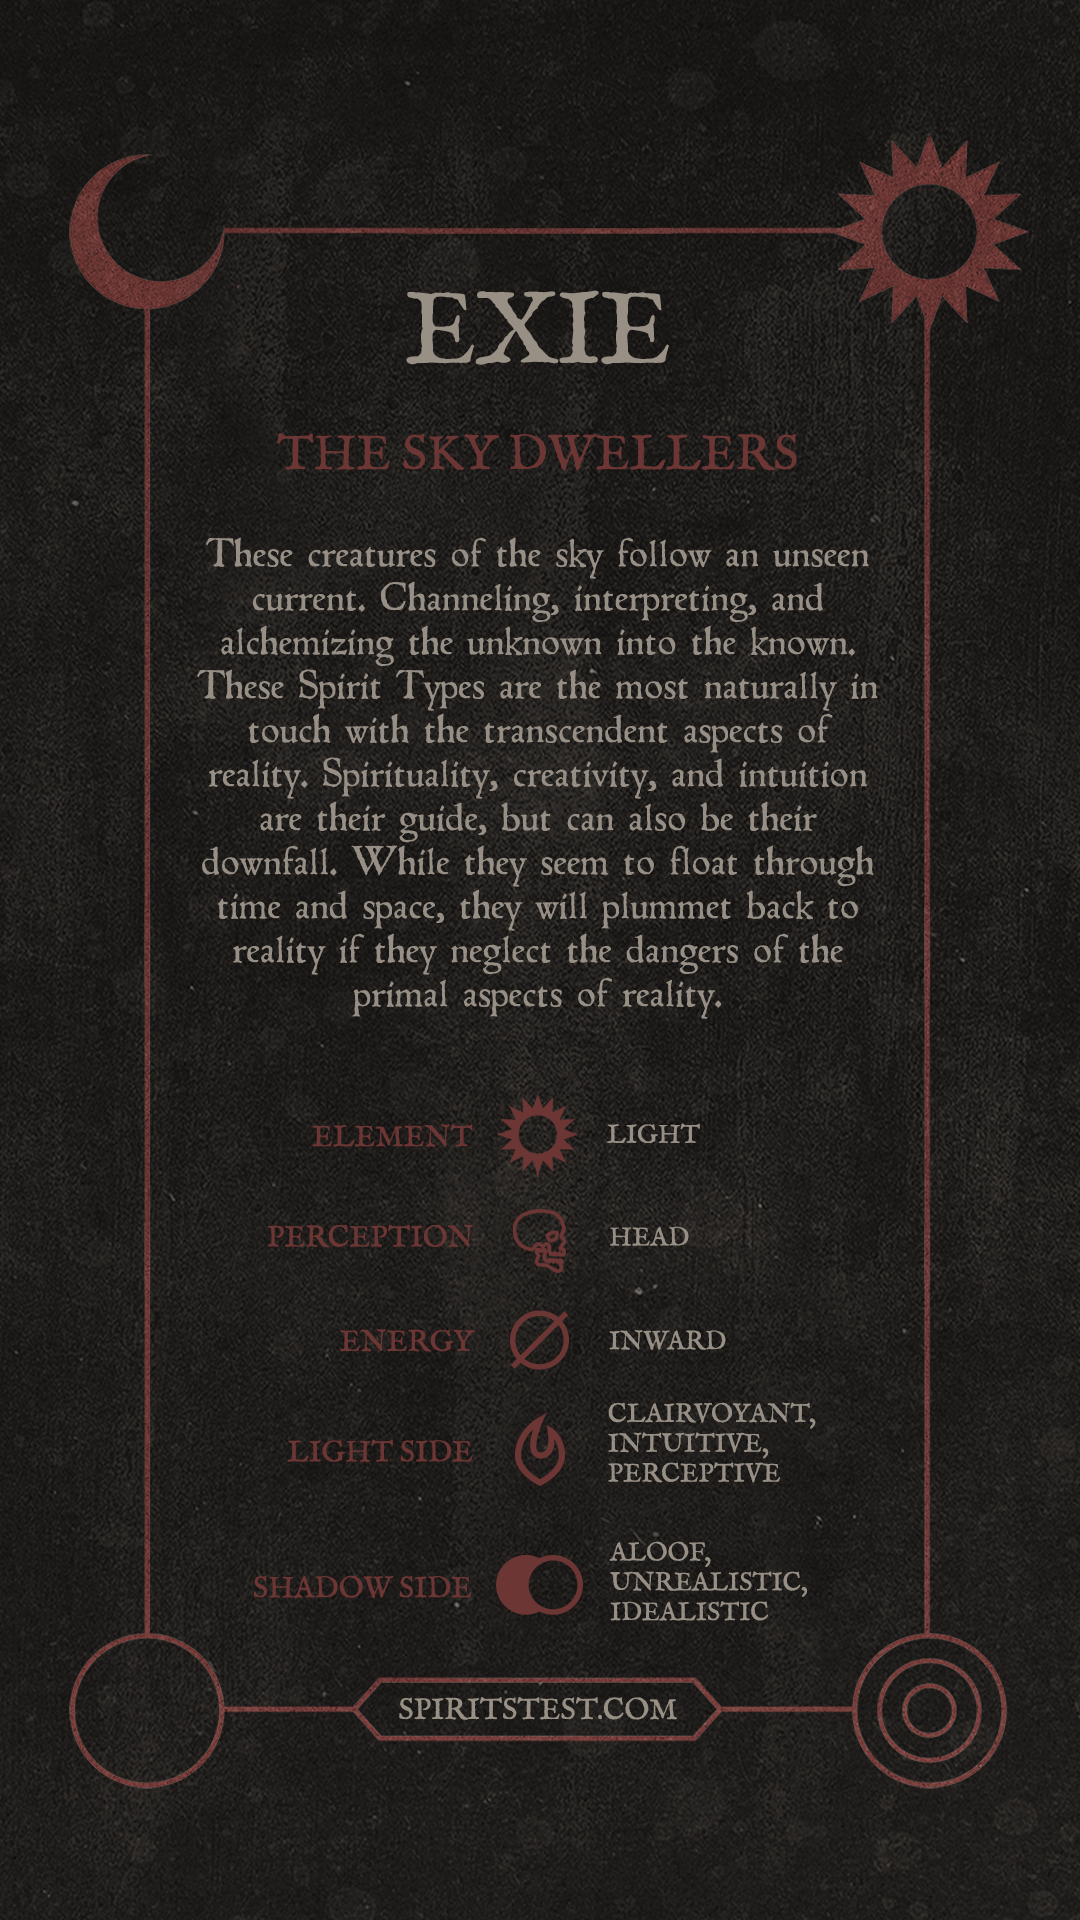 EXIE
THE SKY DWELLERS
These creatures of the sky follow an unseen
current. Channeling, interpreting, and
alchemizing the unknown into the known.
These Spirit Types are the most naturally in
touch with the transcendent aspects of
reality. Spirituality, creativity, and intuition
are their guide, but can also be their
downfall. While they seem to float through
time and space, they will plummet back to
reality if they neglect the dangers of the
primal aspects of reality.
ELEMENT LIGHT
PERCEPTION HEAD
ENERGY INWARD
LIGHT SIDE CLAIRVOYANT,
INTUITIVE,
PERCEPTIVE
SHADOW SIDE ALOOF,
UNREALISTIC,
IDEALISTIC
SPIRITSTEST.COM